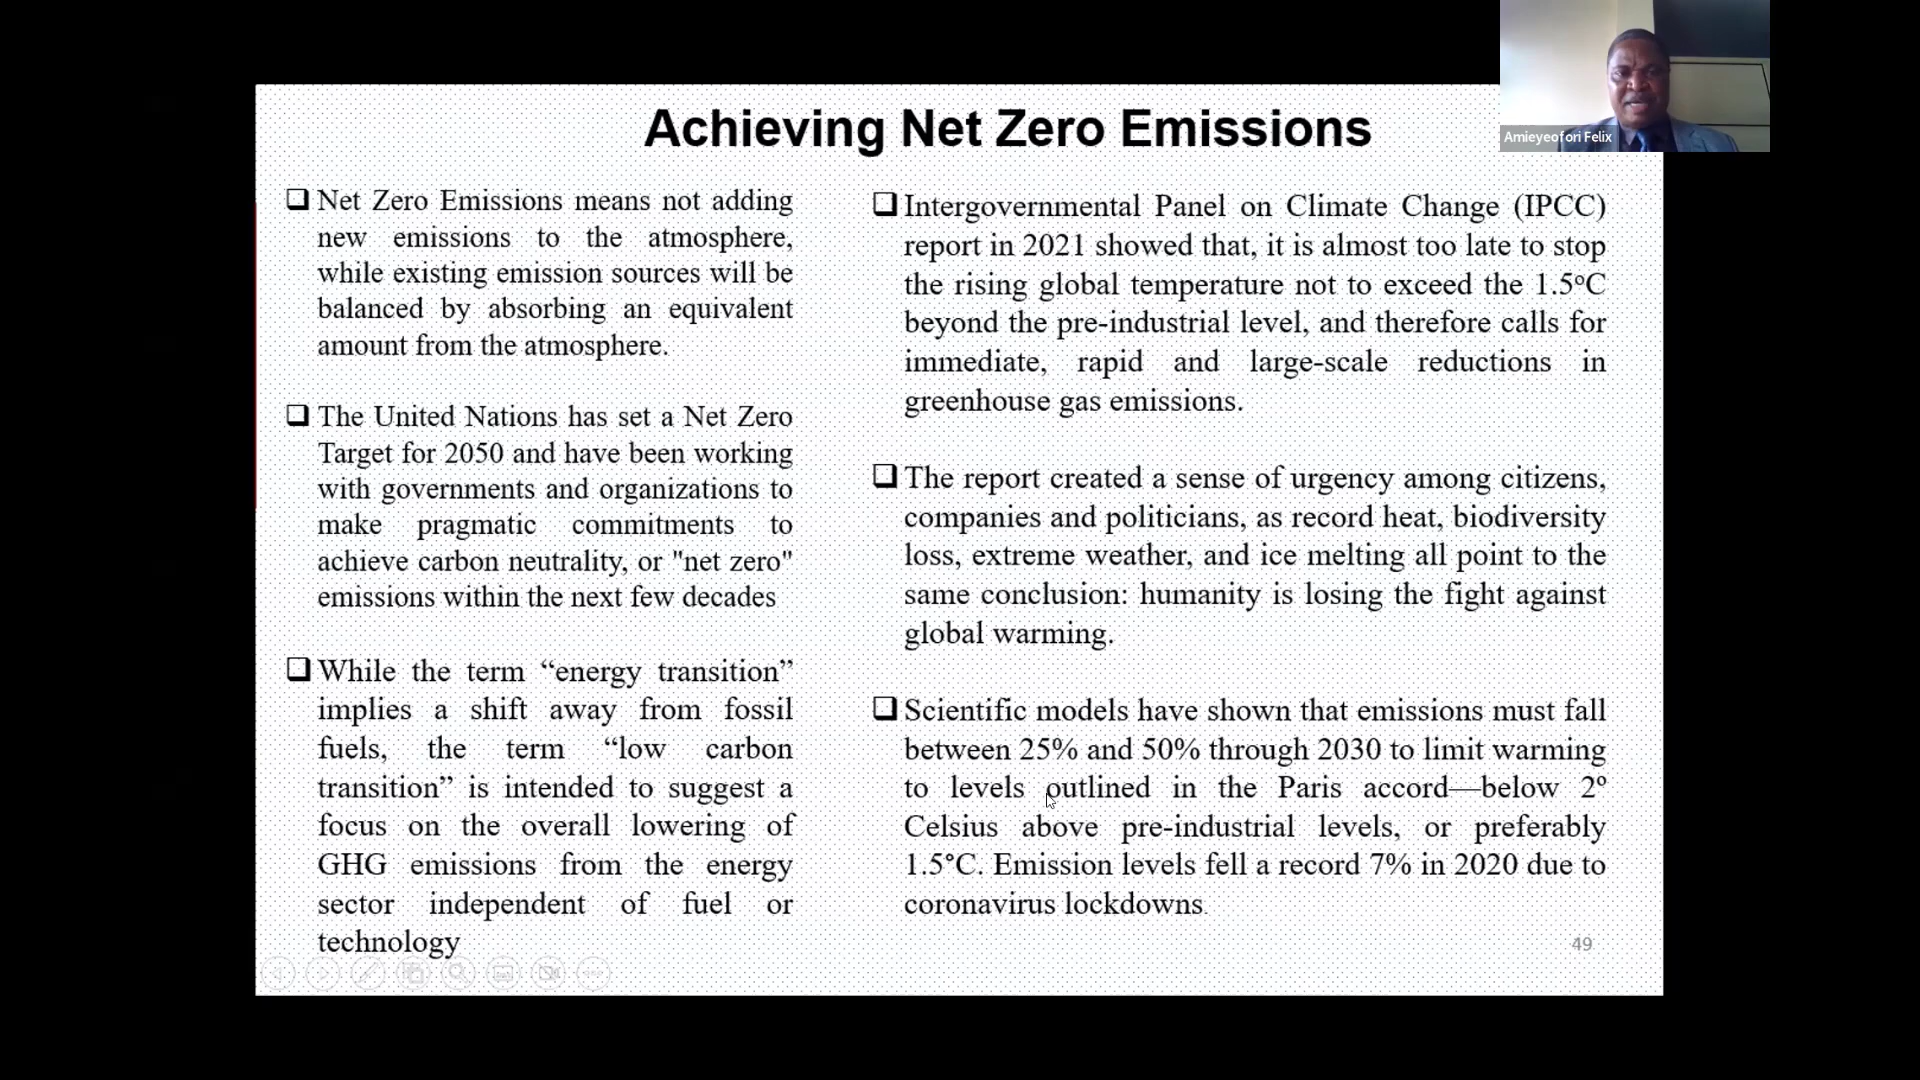 Achieving Net Zero Emissions
Amieyeofori Felix
Net Zero Emissions means not adding
new emissions to the atmosphere,
while existing emission sources will be
balanced by absorbing an equivalent
amount from the atmosphere.
The United Nations has set a Net Zero
Target for 2050 and have been working
with governments and organizations to
make pragmatic commitments to
achieve carbon neutrality, or "net zero"
emissions within the next few decades
While the term “energy transition”
implies a shift away from fossil
fuels, the term “low carbon
transition” is intended to suggest a
focus on the overall lowering of
GHG emissions from the energy
sector independent of fuel or
technology
Intergovernmental Panel on Climate Change (IPCC)
report in 2021 showed that, it is almost too late to stop
the rising global temperature not to exceed the 1.5ºC
beyond the pre-industrial level, and therefore calls for
immediate, rapid and large-scale reductions in
greenhouse gas emissions.
The report created a sense of urgency among citizens,
companies and politicians, as record heat, biodiversity
loss, extreme weather, and ice melting all point to the
same conclusion: humanity is losing the fight against
global warming.
Scientific models have shown that emissions must fall
between 25% and 50% through 2030 to limit warming
to levels outlined in the Paris accord—below 2º
Celsius above pre-industrial levels, or preferably
1.5°C. Emission levels fell a record 7% in 2020 due to
coronavirus lockdowns.
49